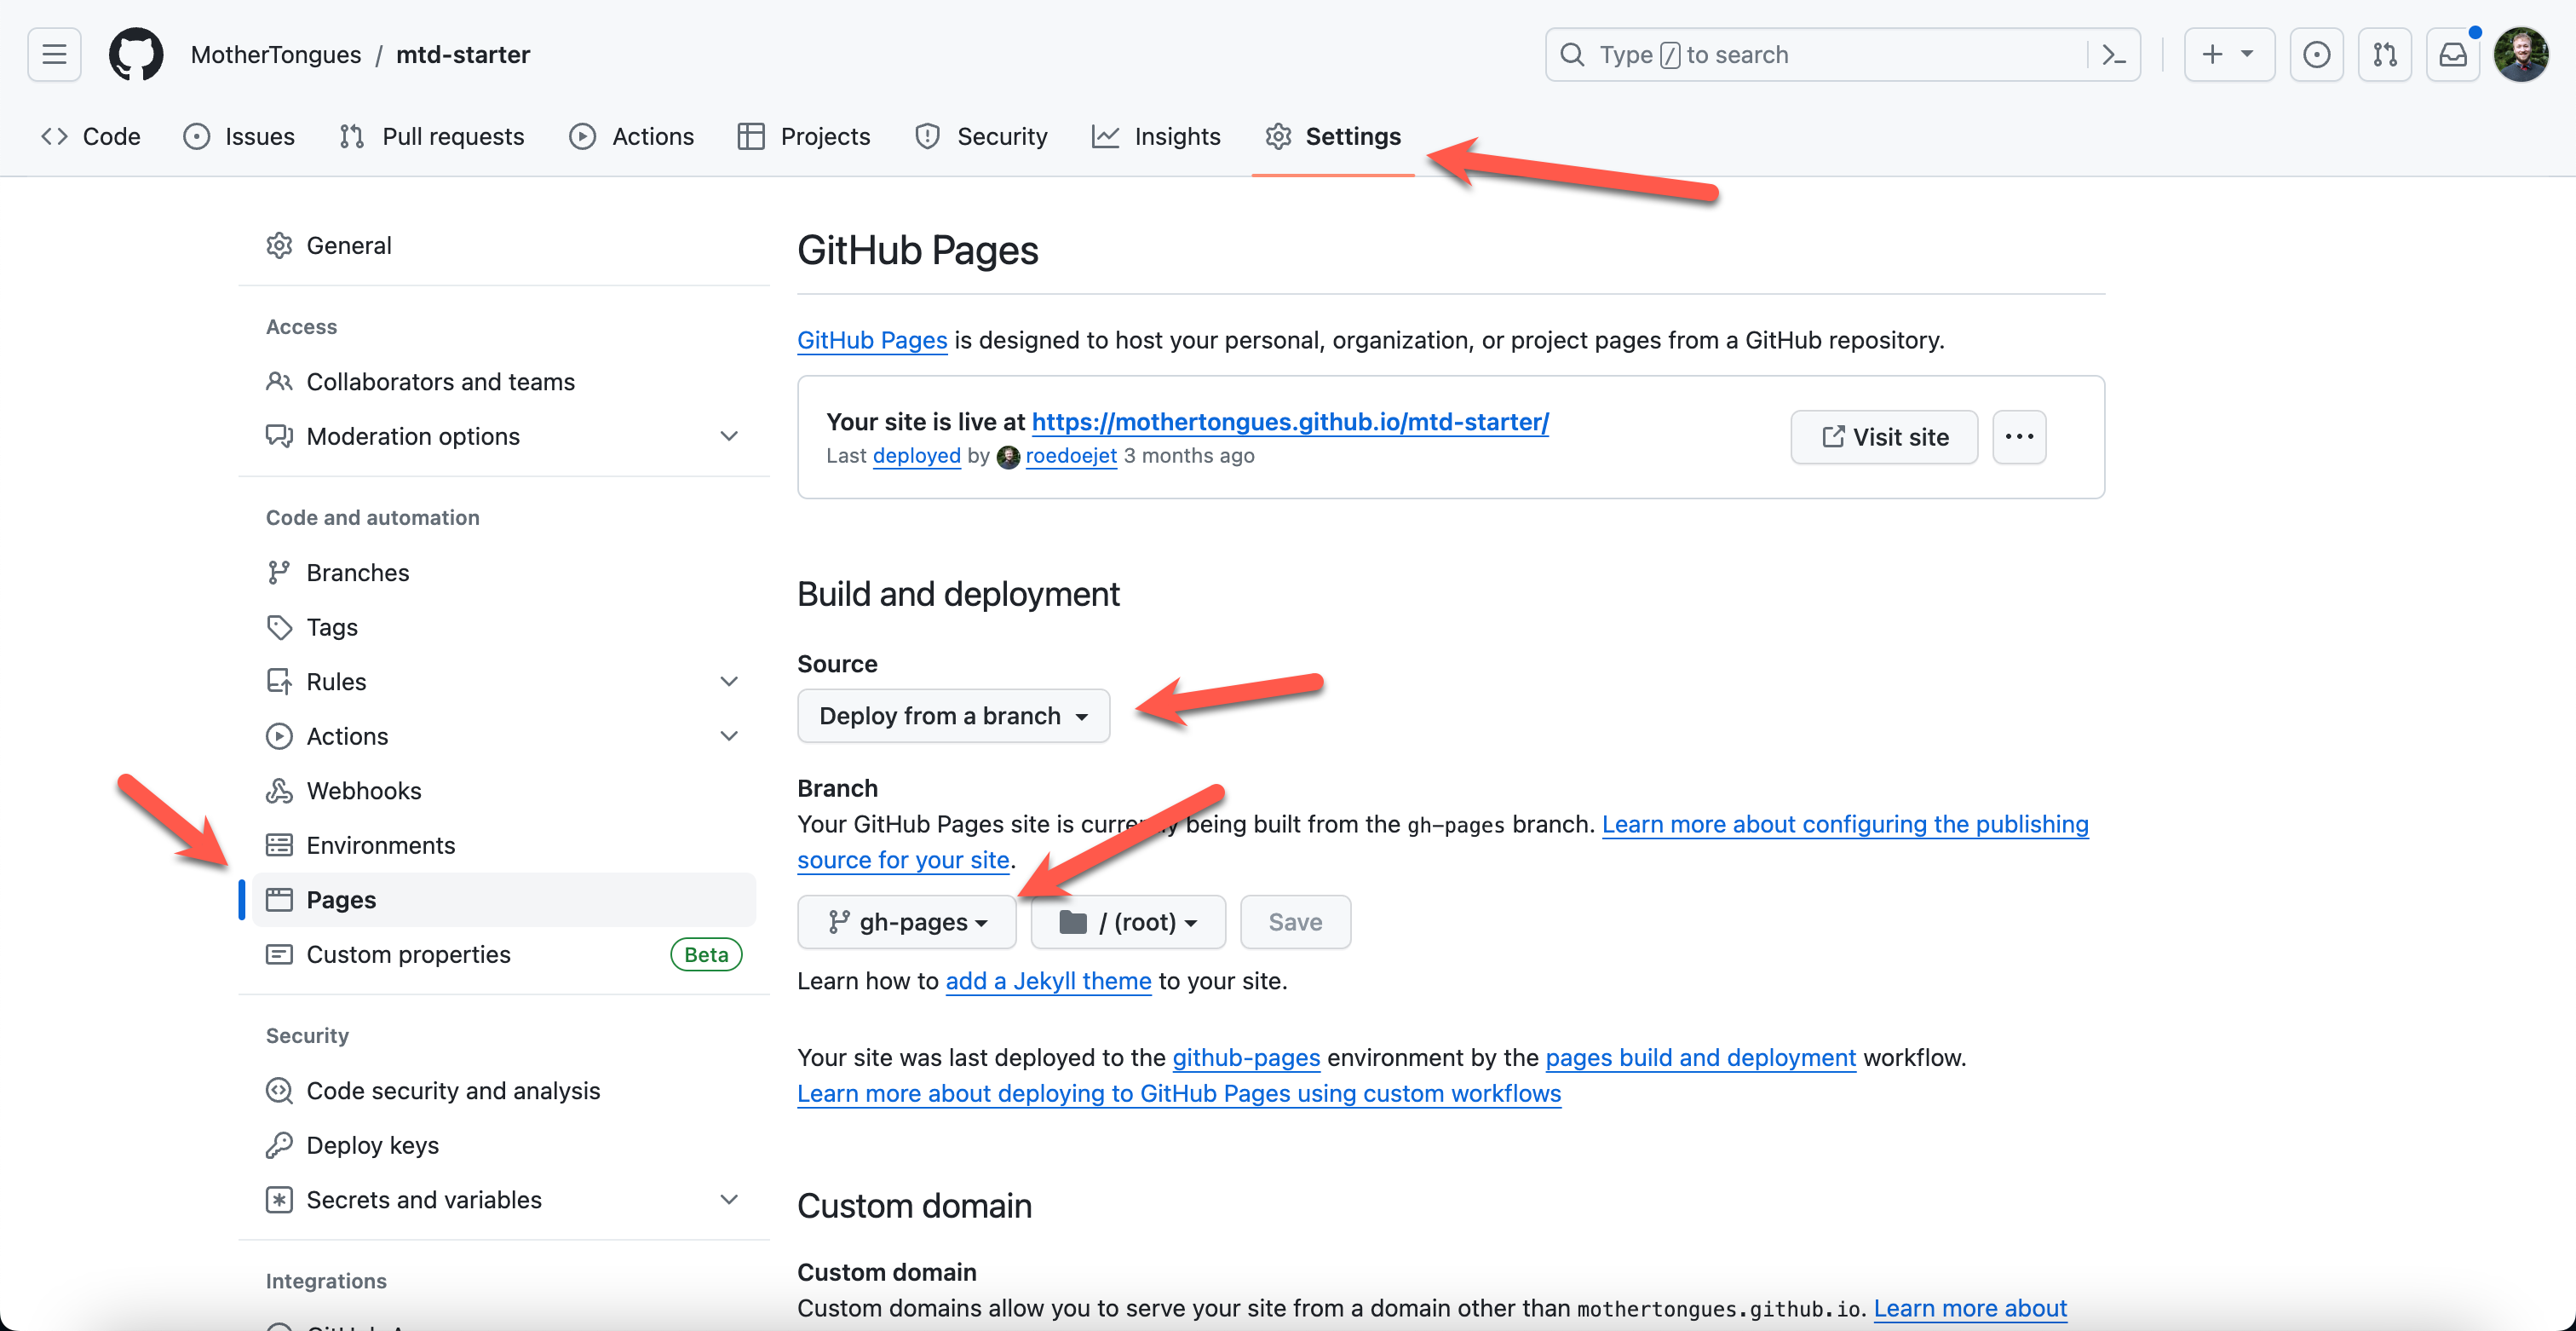 MotherTongues / mtd-starter
Type / to search
Code
Issues
Pull requests
Actions
Projects
Security
Insights
Settings
General
Access
Collaborators and teams
Moderation options
Code and automation
Branches
Tags
Rules
Actions
Webhooks
Environments
Pages
Custom properties Beta
Security
Code security and analysis
Deploy keys
Secrets and variables
Integrations
GitHub Pages
GitHub Pages is designed to host your personal, organization, or project pages from a GitHub repository.
Your site is live at https://mothertongues.github.io/mtd-starter/
Last deployed by roedoejet 3 months ago
Visit site
Build and deployment
Source
Deploy from a branch
Branch
Your GitHub Pages site is currently being built from the gh-pages branch. Learn more about configuring the publishing
source for your site.
gh-pages
/ (root)
Save
Learn how to add a Jekyll theme to your site.
Your site was last deployed to the github-pages environment by the pages build and deployment workflow.
Learn more about deploying to GitHub Pages using custom workflows
Custom domain
Custom domain
Custom domains allow you to serve your site from a domain other than mothertongues.github.io. Learn more about